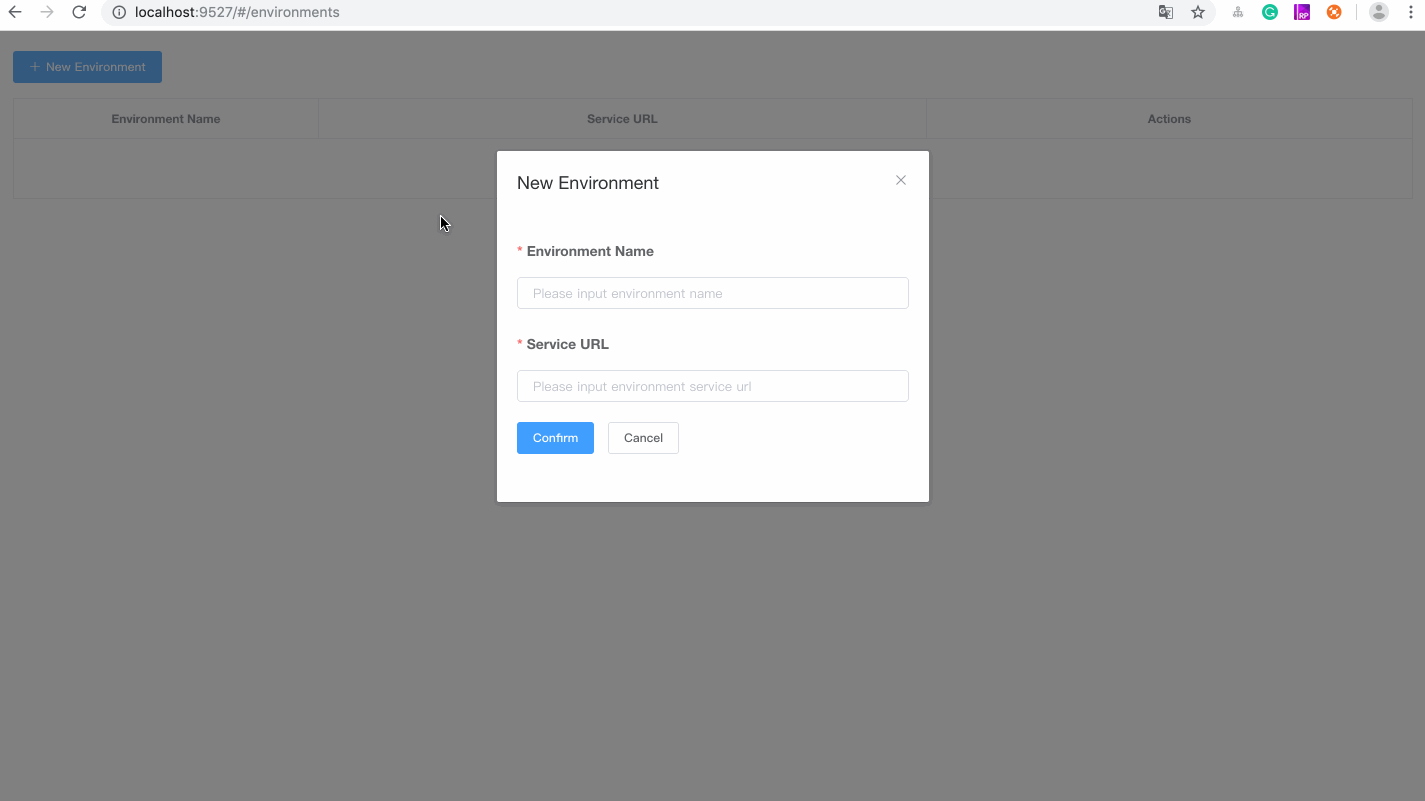 localhost:9527/#/environments
RP
+ New Environment
Environment Name Service URL Actions
New Environment
* Environment Name
Please input environment name
* Service URL
Please input environment service url
Confirm Cancel